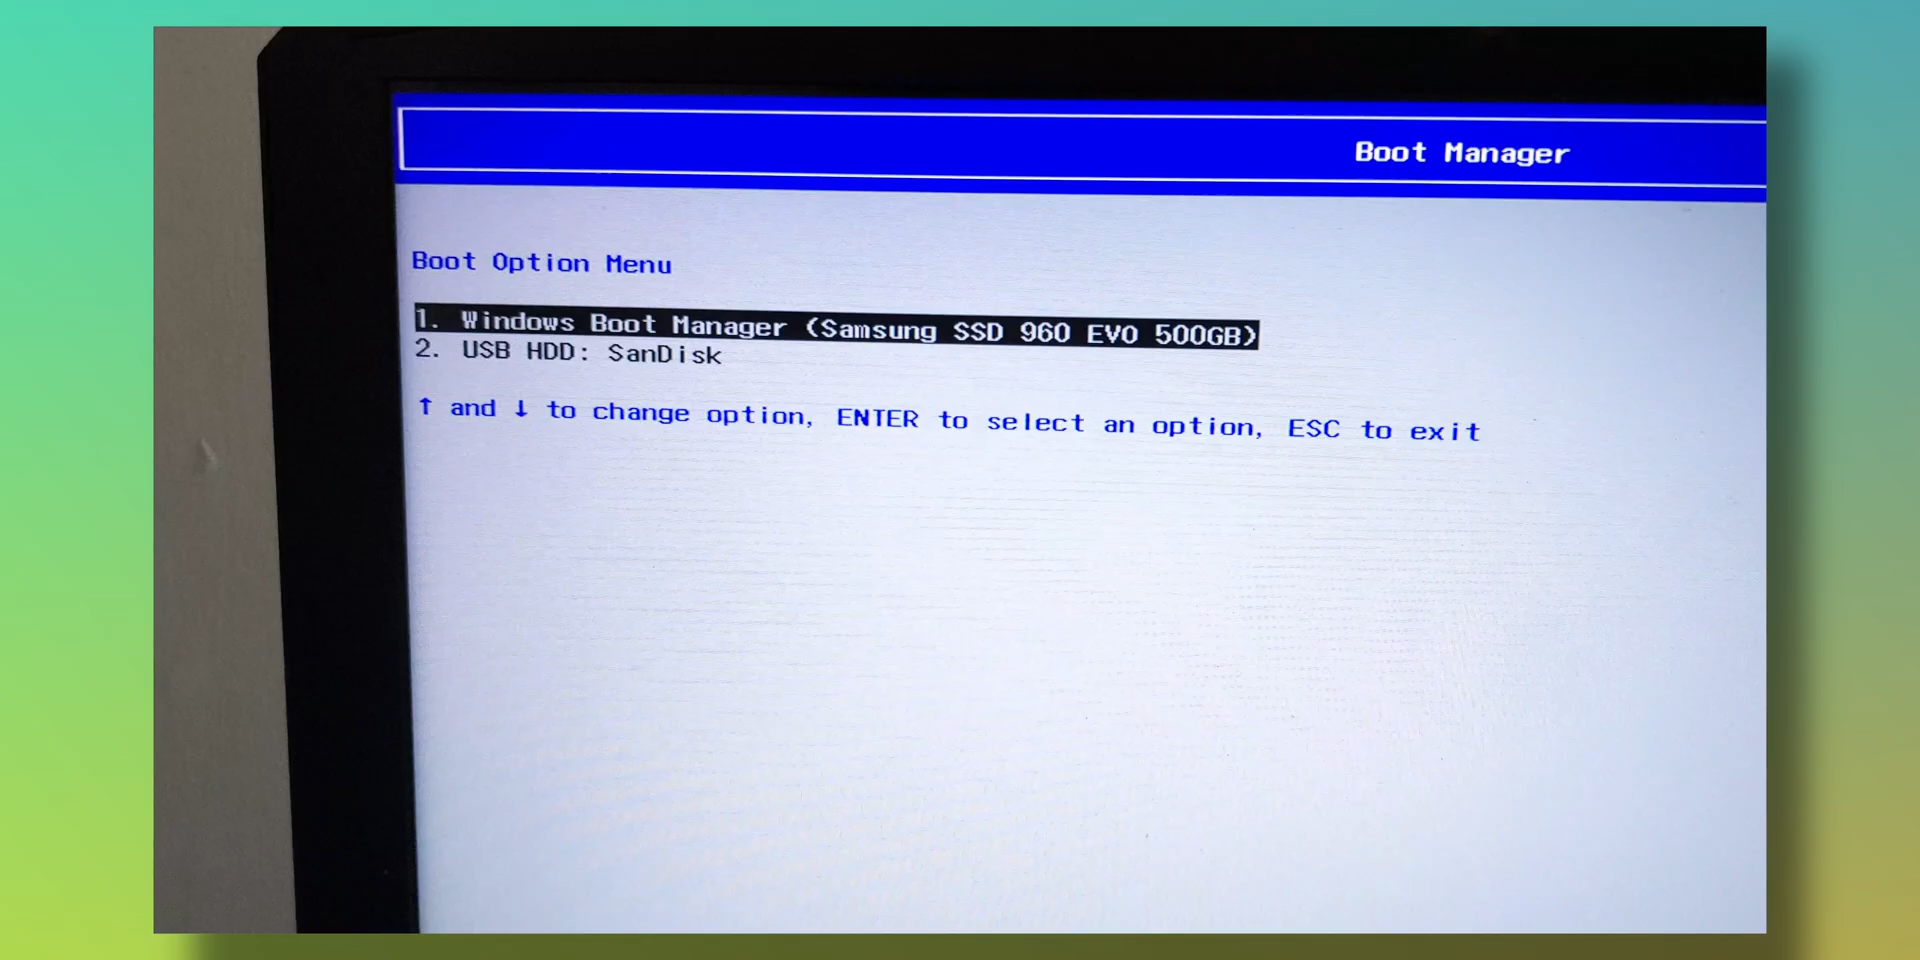 Boot Manager
Boot Option Menu
1. Windows Boot Manager (Samsung SSD 960 EVO 500GB)
2. USB HDD: SanDisk
↑ and ↓ to change option, ENTER to select an option, ESC to exit